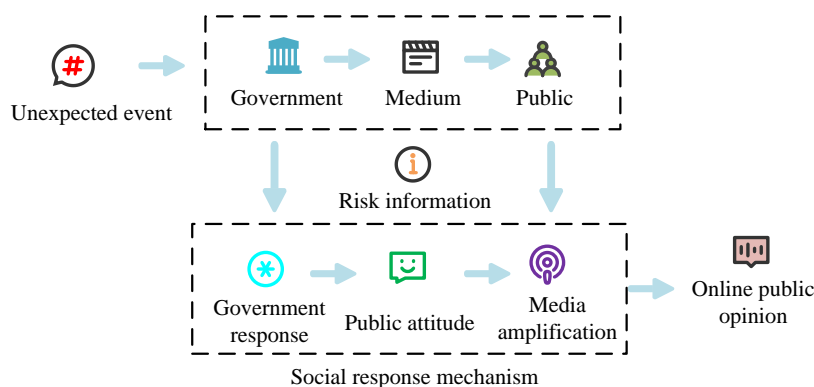 #
Unexpected event
Government
Medium
Public
i
Risk information
Government
response
Public attitude
Media
amplification
Online public
opinion
Social response mechanism